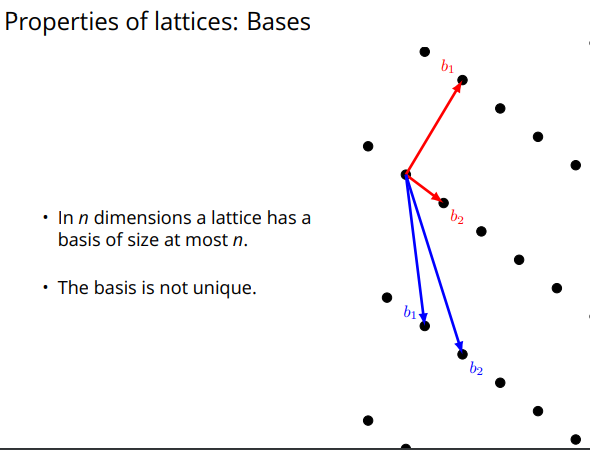 Properties of lattices: Bases
b₁
• In n dimensions a lattice has a
basis of size at most n.
b₂
• The basis is not unique.
b₁
b₂